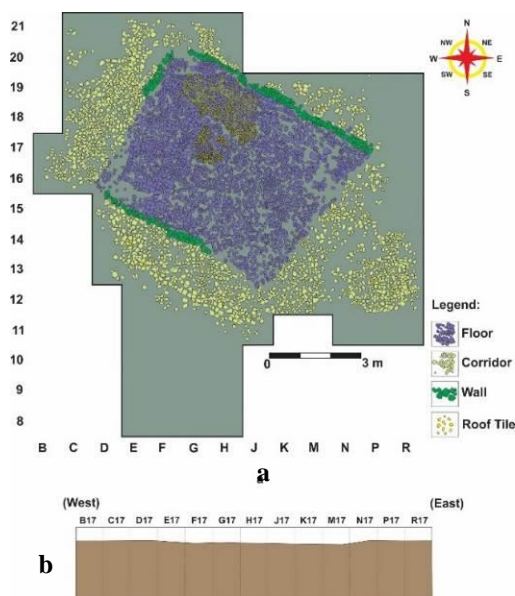 21
20
19
18
17
16
15
14
13
12
11
10
9
8
B C D E F G H J K M N P R
N
NW NE
W E
SW SE
S
Legend:
Floor
Corridor
Wall
Roof Tile
0 3 m
a
(West) (East)
B17 C17 D17 E17 F17 G17 H17 J17 K17 M17 N17 P17 R17
b